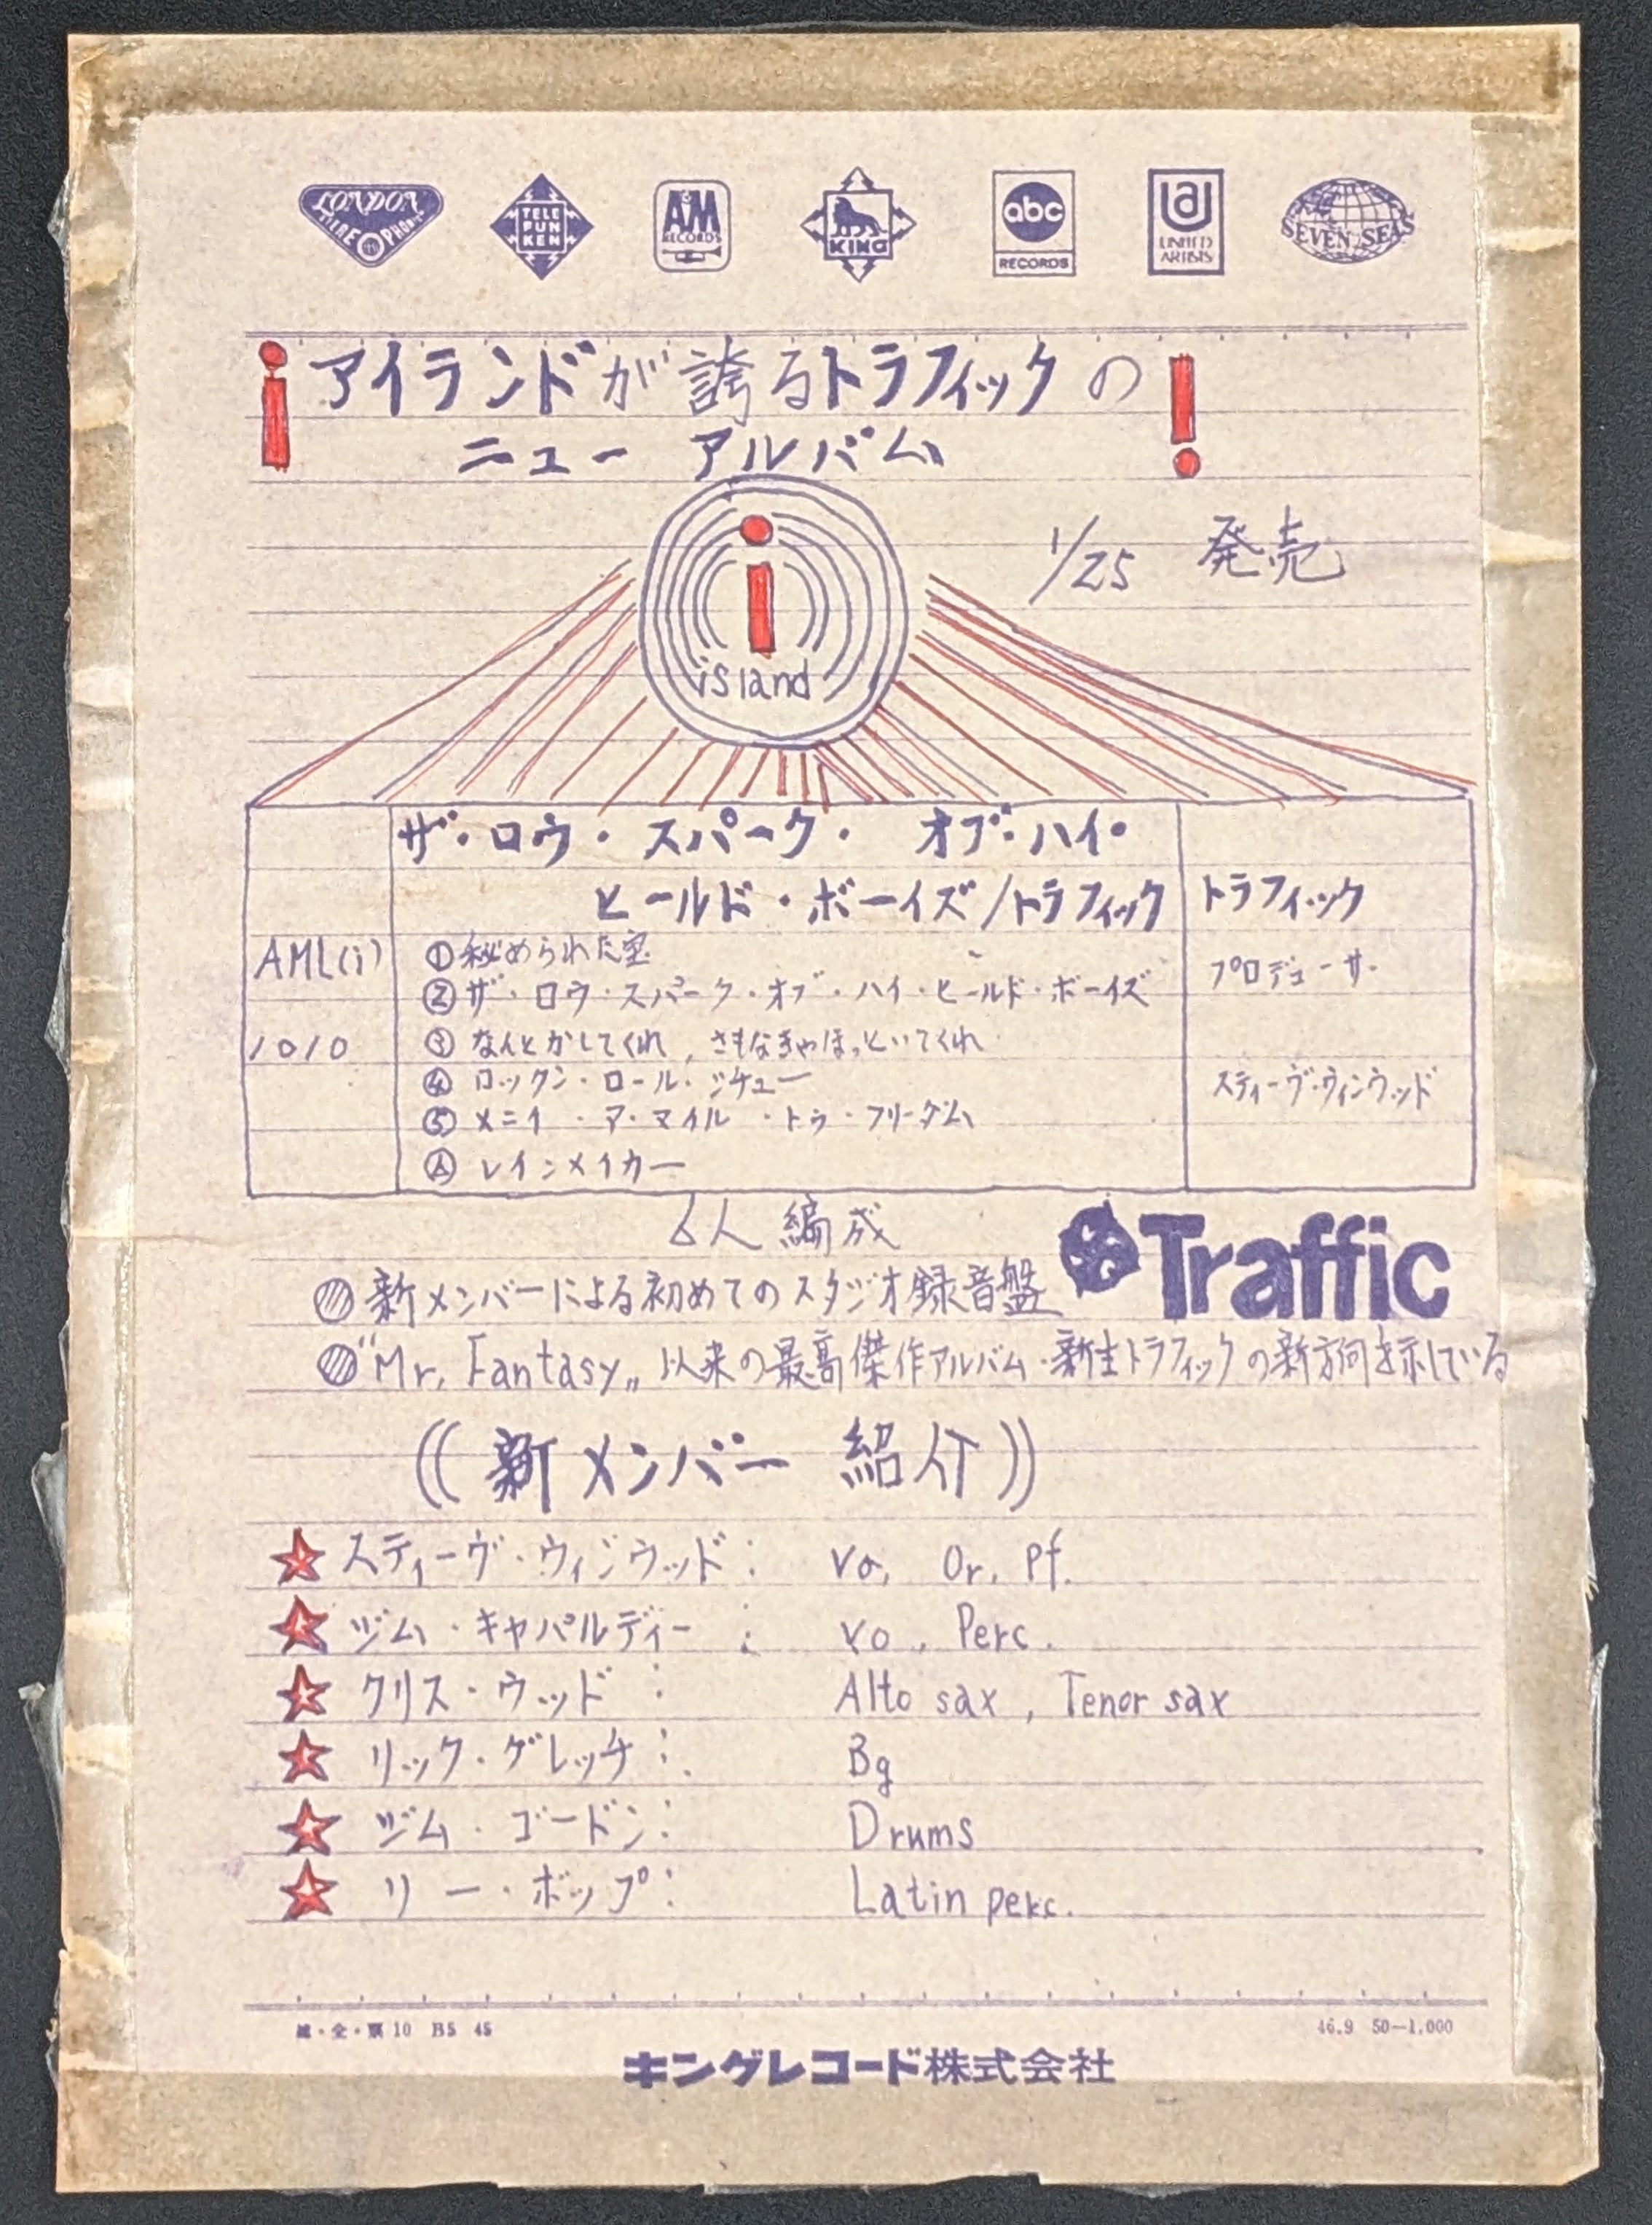 LONDON STEREO PHONIC
TELEFUNKEN
A&M RECORDS
KING
abc RECORDS
UA UNITED ARTISTS
SEVEN SEAS
¡アイランドが誇るトラフィックの!
ニュー アルバム
i
island
1/25 発売
ザ・ロウ・スパーク・オブ・ハイ・
ヒールド・ボーイズ/トラフィック
トラフィック
AML(i)
1010
①秘められた宝
②ザ・ロウ・スパーク・オブ・ハイ・ヒールド・ボーイズ
③なんとかしてくれ,さもなきゃほっといてくれ
④ロックン・ロール・シチュー
⑤メニイ・ア・マイル・トゥ・フリーダム
⑥レインメイカー
プロデューサー
スティーヴ・ウィンウッド
6人編成
新メンバーによる初めてのスタジオ録音盤
Traffic
"Mr, Fantasy„以来の最高傑作アルバム・新生トラフィックの新方向を示している
((新メンバー 紹介))
★スティーヴ・ウィンウッド: Vo, Or, Pf.
★ジム・キャパルディー: Vo, Perc.
★クリス・ウッド: Alto sax, Tenor sax
★リック・ゲレッチ: Bg
★ジム・ゴードン: Drums
★リー・ボップ: Latin perc.
・全・票10 B5 45
46.9 50-1,000
キングレコード株式会社